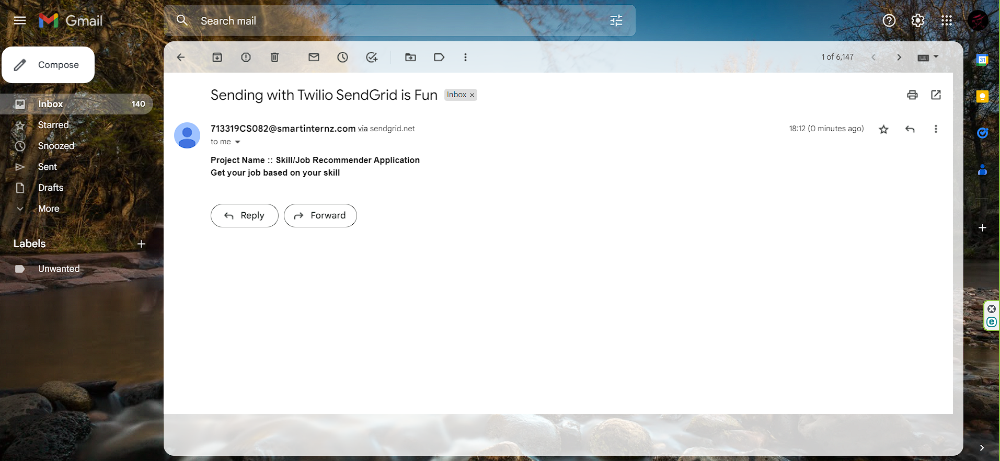 Gmail
Search mail
Compose
1 of 6,147
Inbox 140
Starred
Snoozed
Sent
Drafts
More
Labels
Unwanted
Sending with Twilio SendGrid is Fun
Inbox ×
713319CS082@smartinternz.com via sendgrid.net
18:12 (0 minutes ago)
to me
Project Name :: Skill/Job Recommender Application
Get your job based on your skill
Reply
Forward
31
e